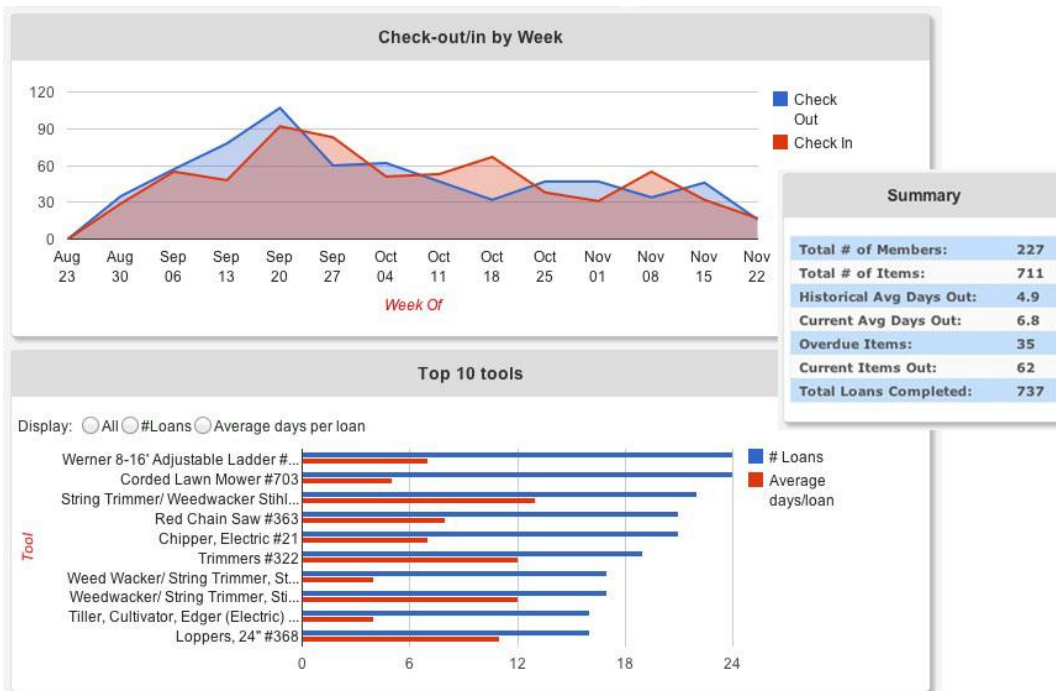 Check-out/in by Week
120
90
60
30
0
Check
Out
Check In
Aug Aug Sep Sep Sep Sep Oct Oct Oct Oct Nov Nov Nov Nov
23 30 06 13 20 27 04 11 18 25 01 08 15 22
Week Of
Summary
Total # of Members: 227
Total # of Items: 711
Historical Avg Days Out: 4.9
Current Avg Days Out: 6.8
Overdue Items: 35
Current Items Out: 62
Total Loans Completed: 737
Top 10 tools
Display: All #Loans Average days per loan
Werner 8-16' Adjustable Ladder #...
Corded Lawn Mower #703
String Trimmer/ Weedwacker Stihl...
Red Chain Saw #363
Chipper, Electric #21
Trimmers #322
Weed Wacker/ String Trimmer, St...
Weedwacker/ String Trimmer, Sti...
Tiller, Cultivator, Edger (Electric) ...
Loppers, 24" #368
Tool
0 6 12 18 24
# Loans
Average
days/loan